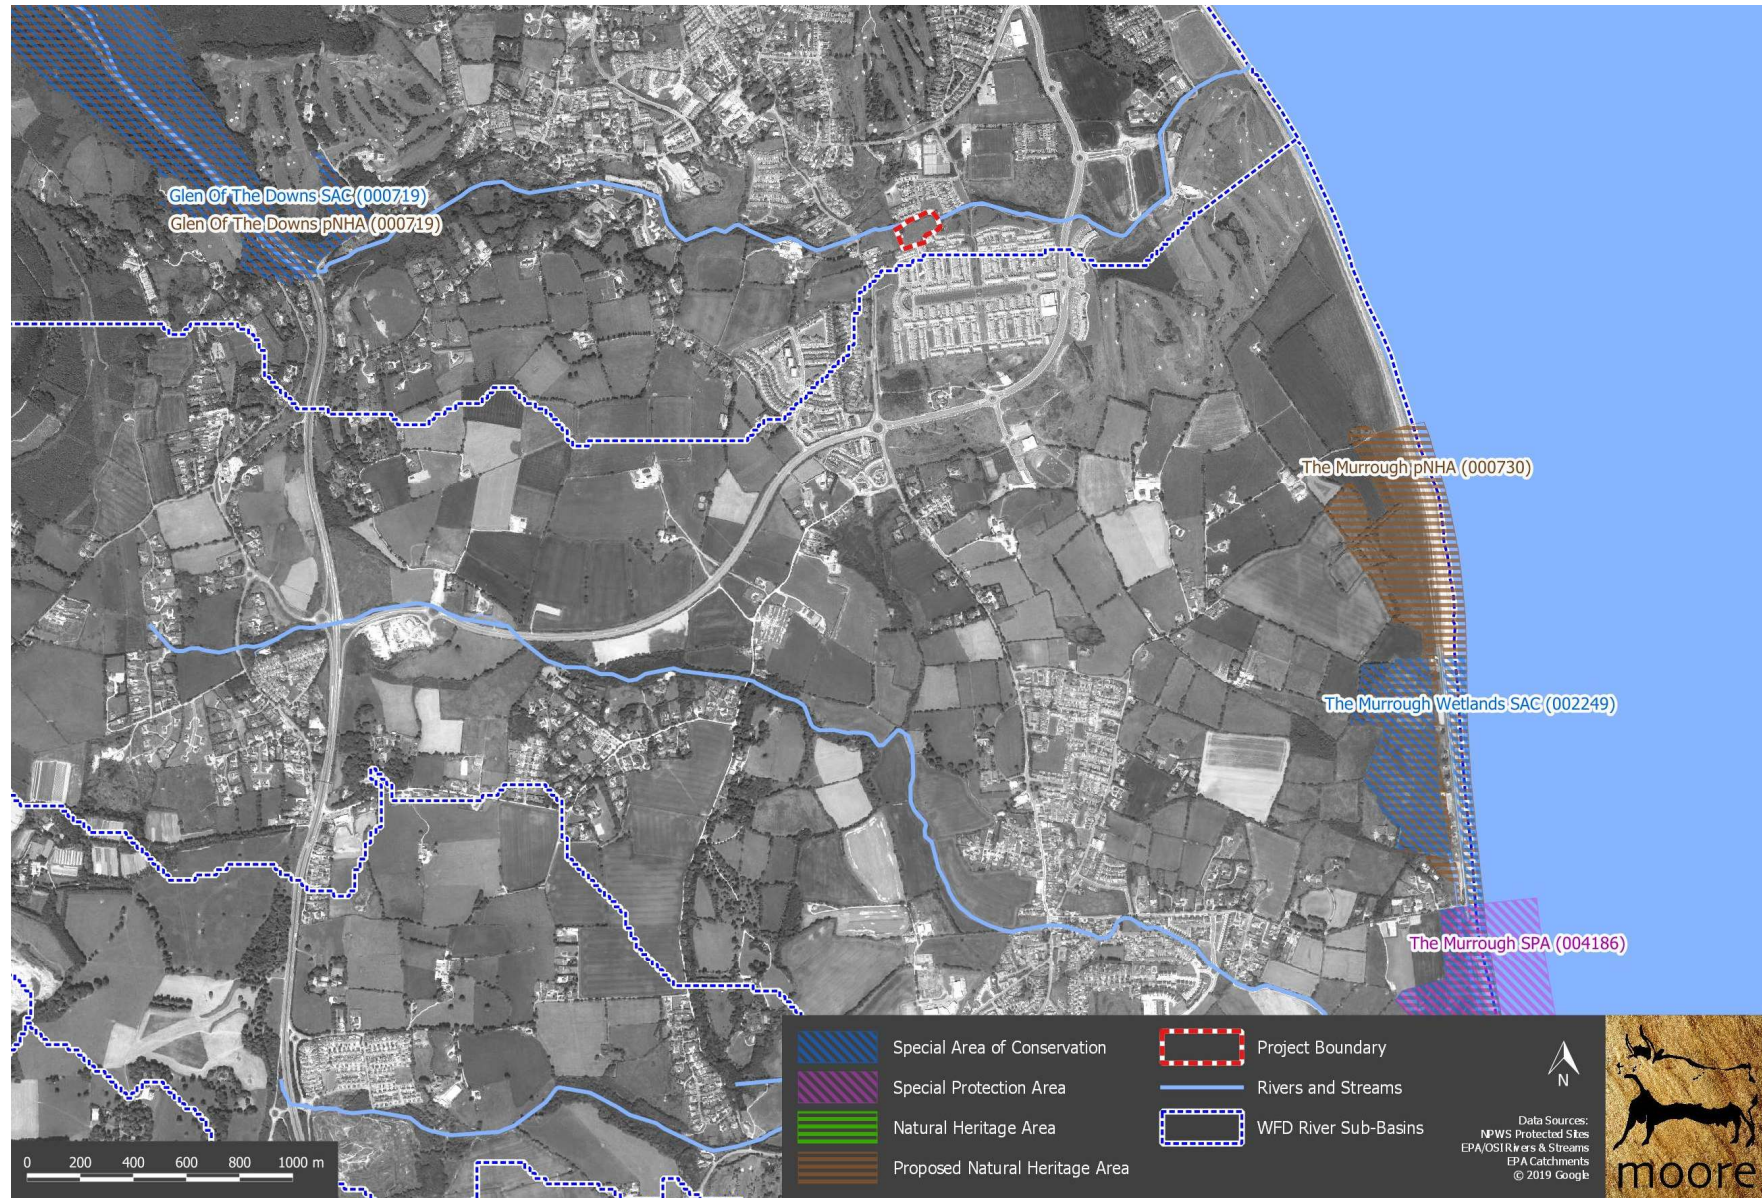 Glen Of The Downs SAC (000719)
Glen Of The Downs pNHA (000719)
The Murrough pNHA (000730)
The Murrough Wetlands SAC (002249)
The Murrough SPA (004186)
Special Area of Conservation
Special Protection Area
Natural Heritage Area
Proposed Natural Heritage Area
Project Boundary
Rivers and Streams
WFD River Sub-Basins
N
Data Sources:
NPWS Protected Sites
EPA/OSI Rivers & Streams
EPA Catchments
© 2019 Google
moore
0 200 400 600 800 1000 m